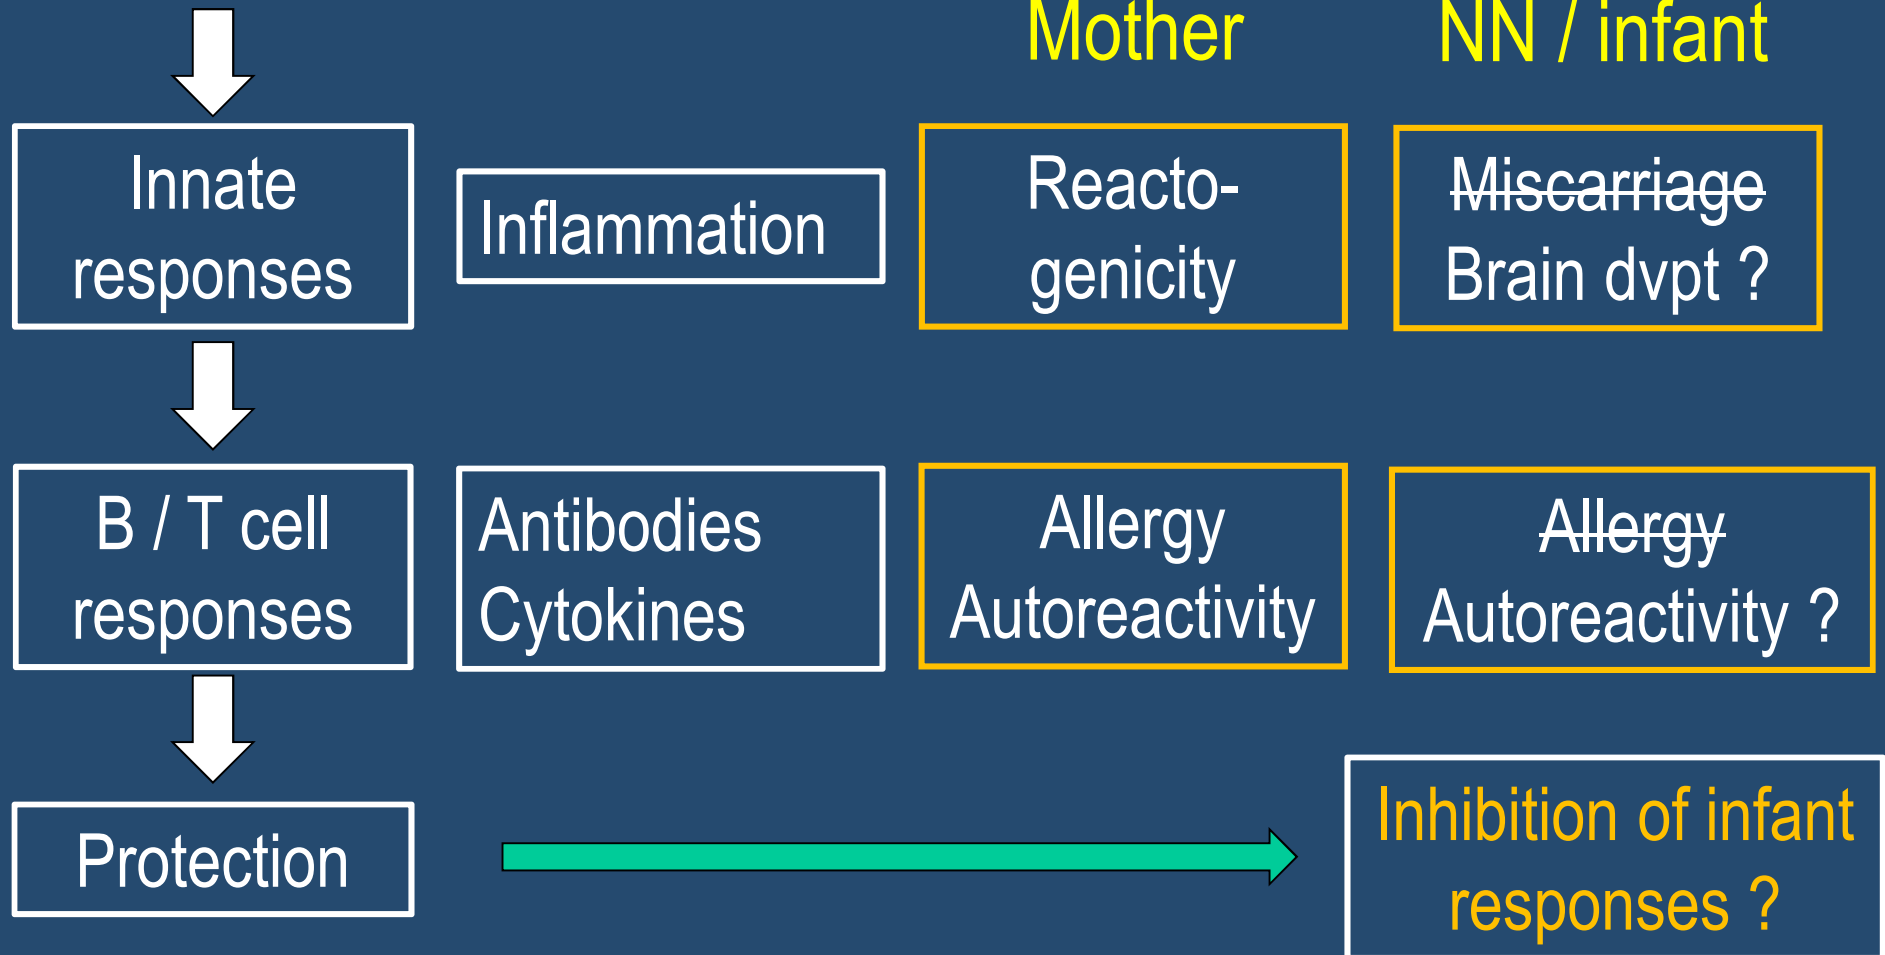 Mother
NN / infant
Innate
responses
Inflammation
Reacto-
genicity
Miscarriage
Brain dvpt ?
B / T cell
responses
Antibodies
Cytokines
Allergy
Autoreactivity
Allergy
Autoreactivity ?
Protection
Inhibition of infant
responses ?